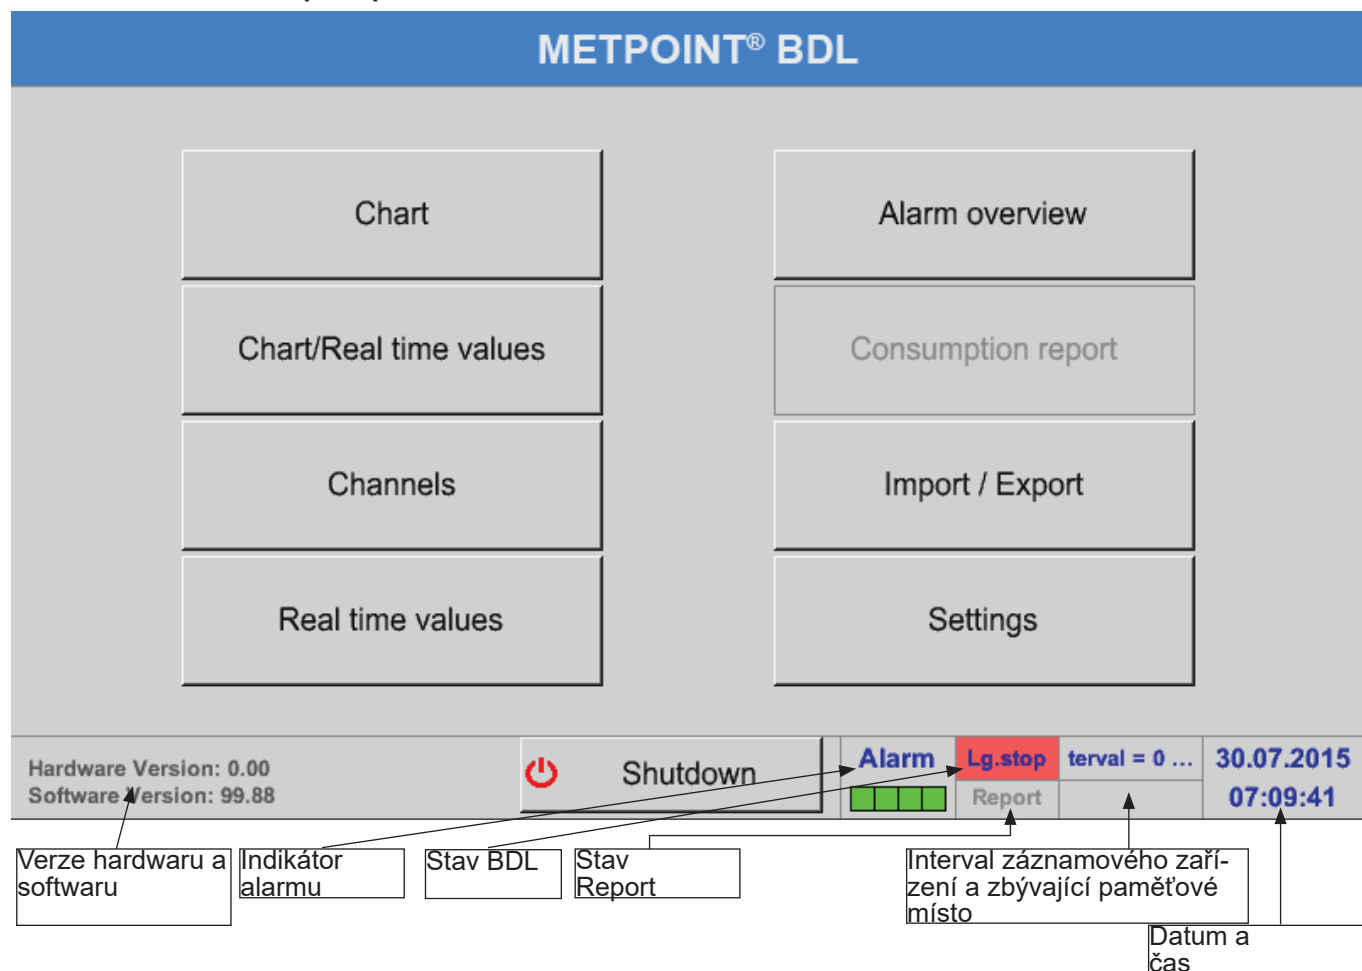 METPOINT® BDL
Chart
Alarm overview
Chart/Real time values
Consumption report
Channels
Import / Export
Real time values
Settings
Hardware Version: 0.00
Software Version: 99.88
Shutdown
Alarm
Lg.stop
Report
terval = 0 ...
30.07.2015
07:09:41
Verze hardwaru a
softwaru
Indikátor
alarmu
Stav BDL
Stav
Report
Interval záznamového zaří-
zení a zbývající paměťové
místo
Datum a
čas